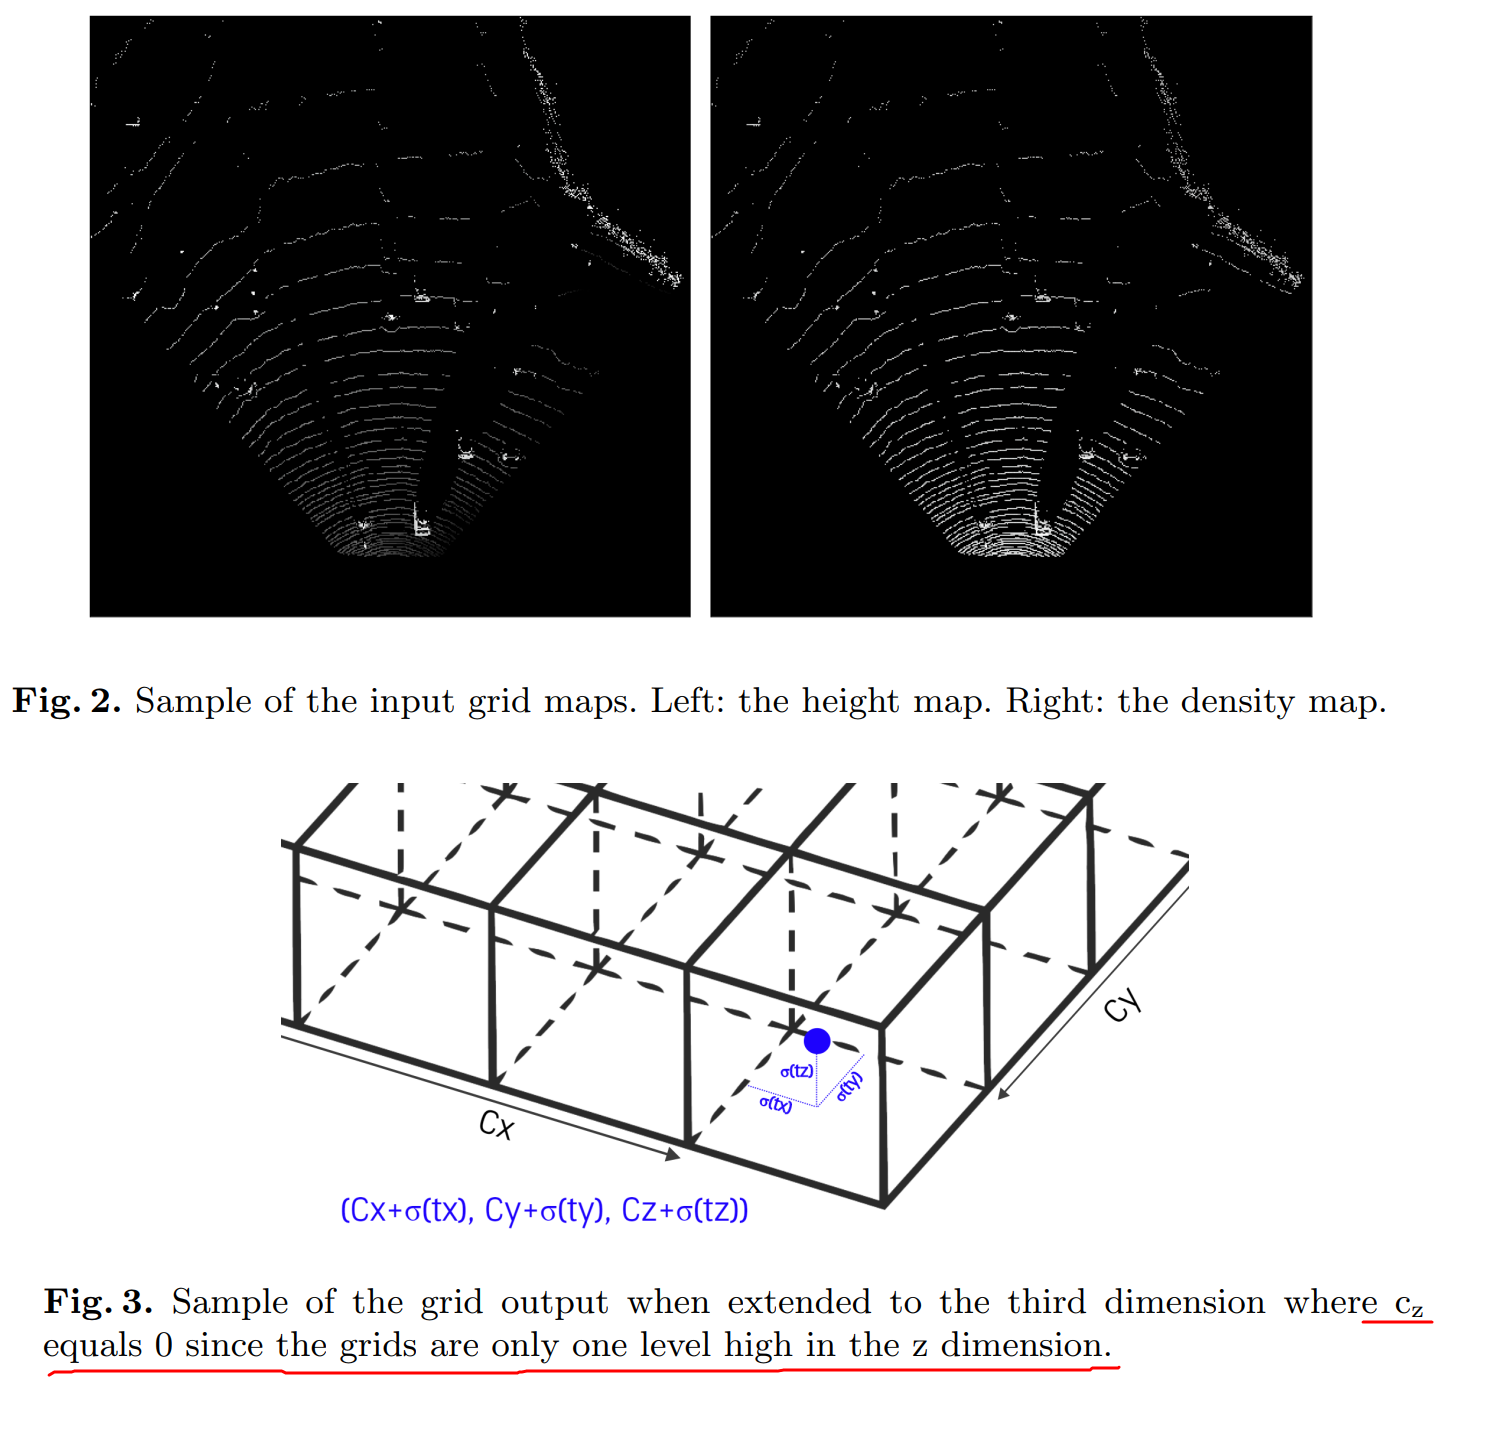 Fig. 2. Sample of the input grid maps. Left: the height map. Right: the density map.
σ(tz)
σ(ty)
σ(tx)
Cy
Cx
(Cx+σ(tx), Cy+σ(ty), Cz+σ(tz))
Fig. 3. Sample of the grid output when extended to the third dimension where cz
equals 0 since the grids are only one level high in the z dimension.